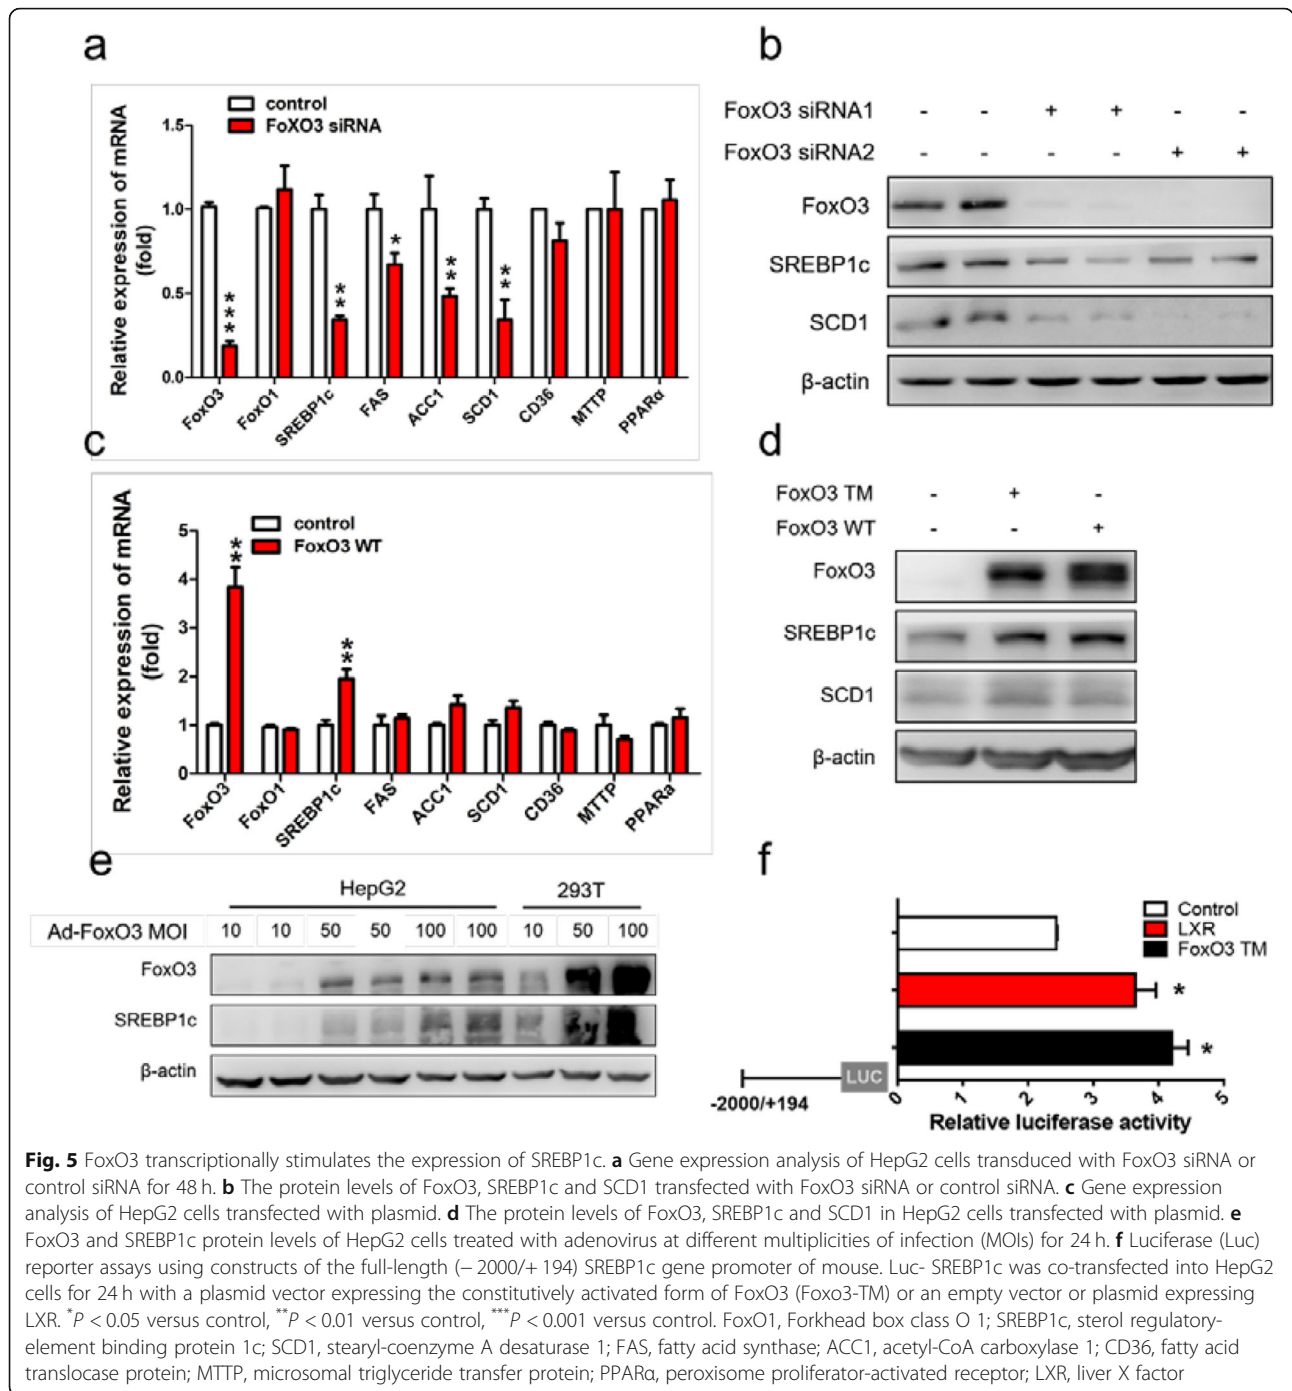 a
control
FoXO3 siRNA
Relative expression of mRNA
(fold)
1.5
1.0
0.5
0.0
***
**
*
**
**
FoxO3
FoxO1
SREBP1c
FAS
ACC1
SCD1
CD36
MTTP
PPARα
b
FoxO3 siRNA1 - - + + - -
FoxO3 siRNA2 - - - - + +
FoxO3
SREBP1c
SCD1
β-actin
c
control
FoxO3 WT
Relative expression of mRNA
(fold)
5
4
3
2
1
0
**
**
FoxO3
FoxO1
SREBP1c
FAS
ACC1
SCD1
CD36
MTTP
PPARa
d
FoxO3 TM - + -
FoxO3 WT - - +
FoxO3
SREBP1c
SCD1
β-actin
e
HepG2 293T
Ad-FoxO3 MOI 10 10 50 50 100 100 10 50 100
FoxO3
SREBP1c
β-actin
f
Control
LXR
FoxO3 TM
*
*
LUC
-2000/+194
0 1 2 3 4 5
Relative luciferase activity
Fig. 5 FoxO3 transcriptionally stimulates the expression of SREBP1c. a Gene expression analysis of HepG2 cells transduced with FoxO3 siRNA or
control siRNA for 48 h. b The protein levels of FoxO3, SREBP1c and SCD1 transfected with FoxO3 siRNA or control siRNA. c Gene expression
analysis of HepG2 cells transfected with plasmid. d The protein levels of FoxO3, SREBP1c and SCD1 in HepG2 cells transfected with plasmid. e
FoxO3 and SREBP1c protein levels of HepG2 cells treated with adenovirus at different multiplicities of infection (MOIs) for 24 h. f Luciferase (Luc)
reporter assays using constructs of the full-length (− 2000/+ 194) SREBP1c gene promoter of mouse. Luc- SREBP1c was co-transfected into HepG2
cells for 24 h with a plasmid vector expressing the constitutively activated form of FoxO3 (Foxo3-TM) or an empty vector or plasmid expressing
LXR. *P < 0.05 versus control, **P < 0.01 versus control, ***P < 0.001 versus control. FoxO1, Forkhead box class O 1; SREBP1c, sterol regulatory-
element binding protein 1c; SCD1, stearyl-coenzyme A desaturase 1; FAS, fatty acid synthase; ACC1, acetyl-CoA carboxylase 1; CD36, fatty acid
translocase protein; MTTP, microsomal triglyceride transfer protein; PPARα, peroxisome proliferator-activated receptor; LXR, liver X factor